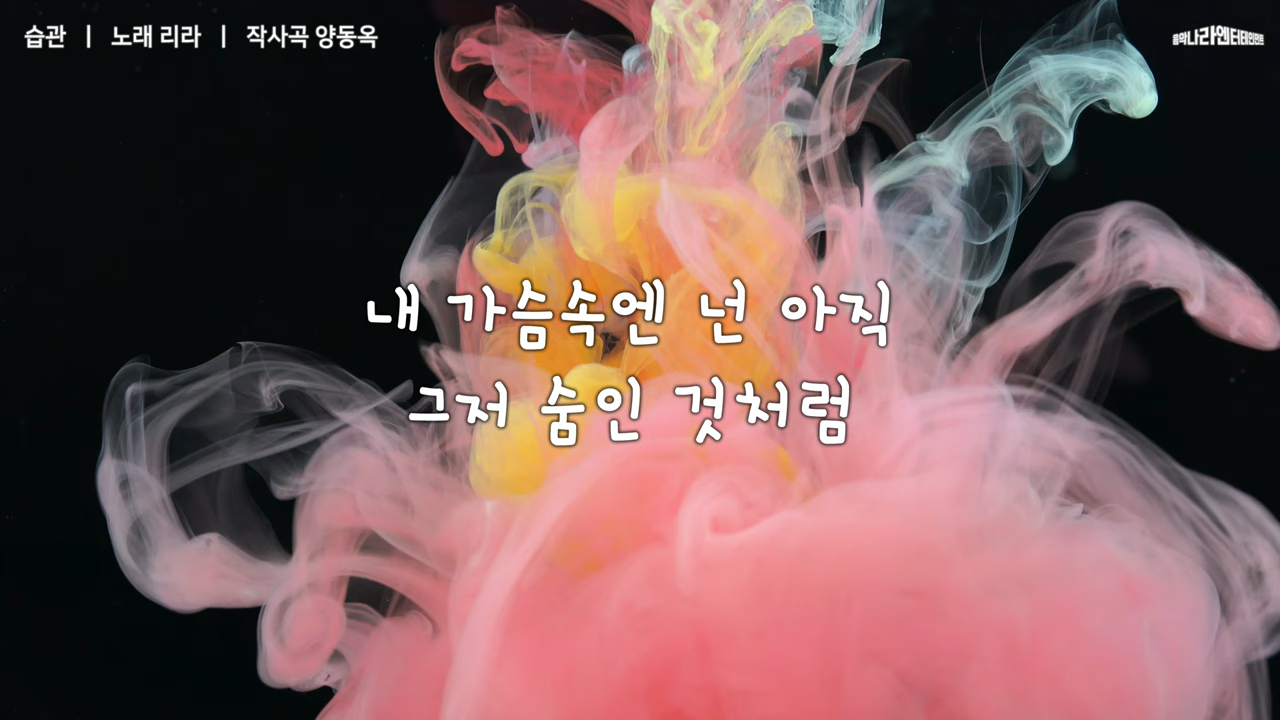 습관 | 노래 리라 | 작사곡 양동옥
음악나라엔터테인먼트
내 가슴속엔 넌 아직
그저 숨인 것처럼